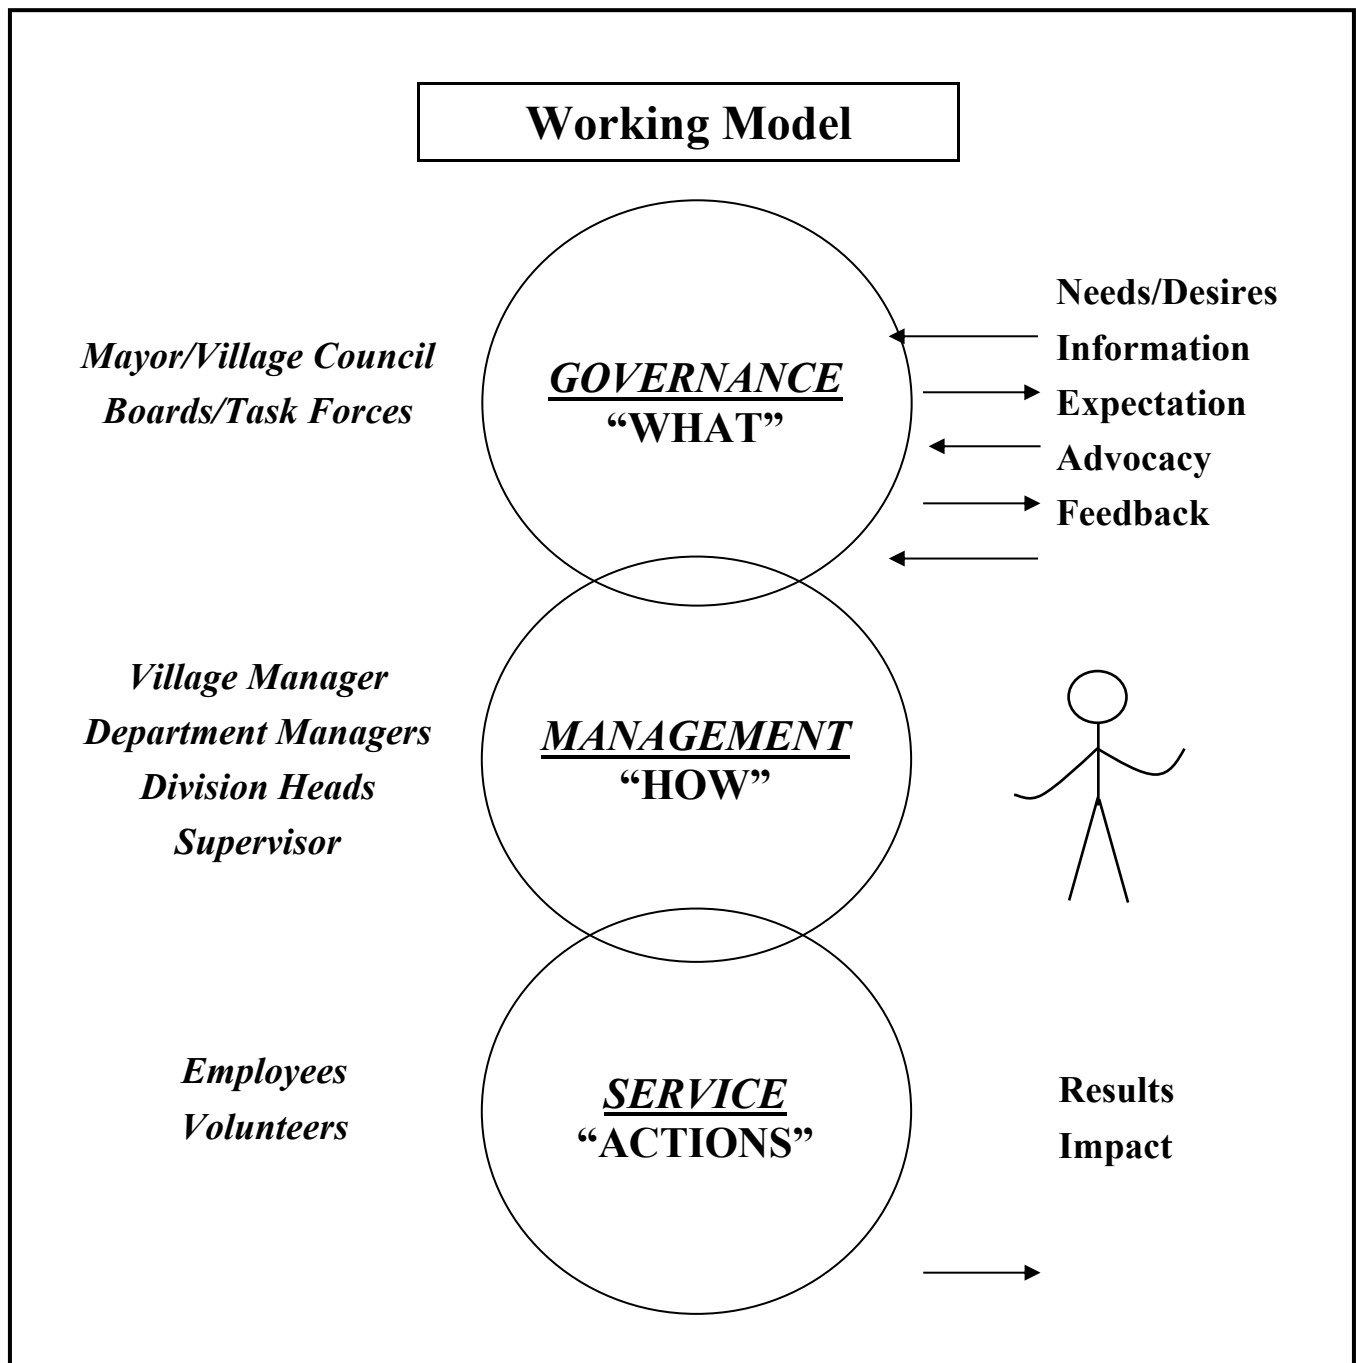 Working Model
Mayor/Village Council
Boards/Task Forces
GOVERNANCE
“WHAT”
Needs/Desires
Information
Expectation
Advocacy
Feedback
Village Manager
Department Managers
Division Heads
Supervisor
MANAGEMENT
“HOW”
Employees
Volunteers
SERVICE
“ACTIONS”
Results
Impact